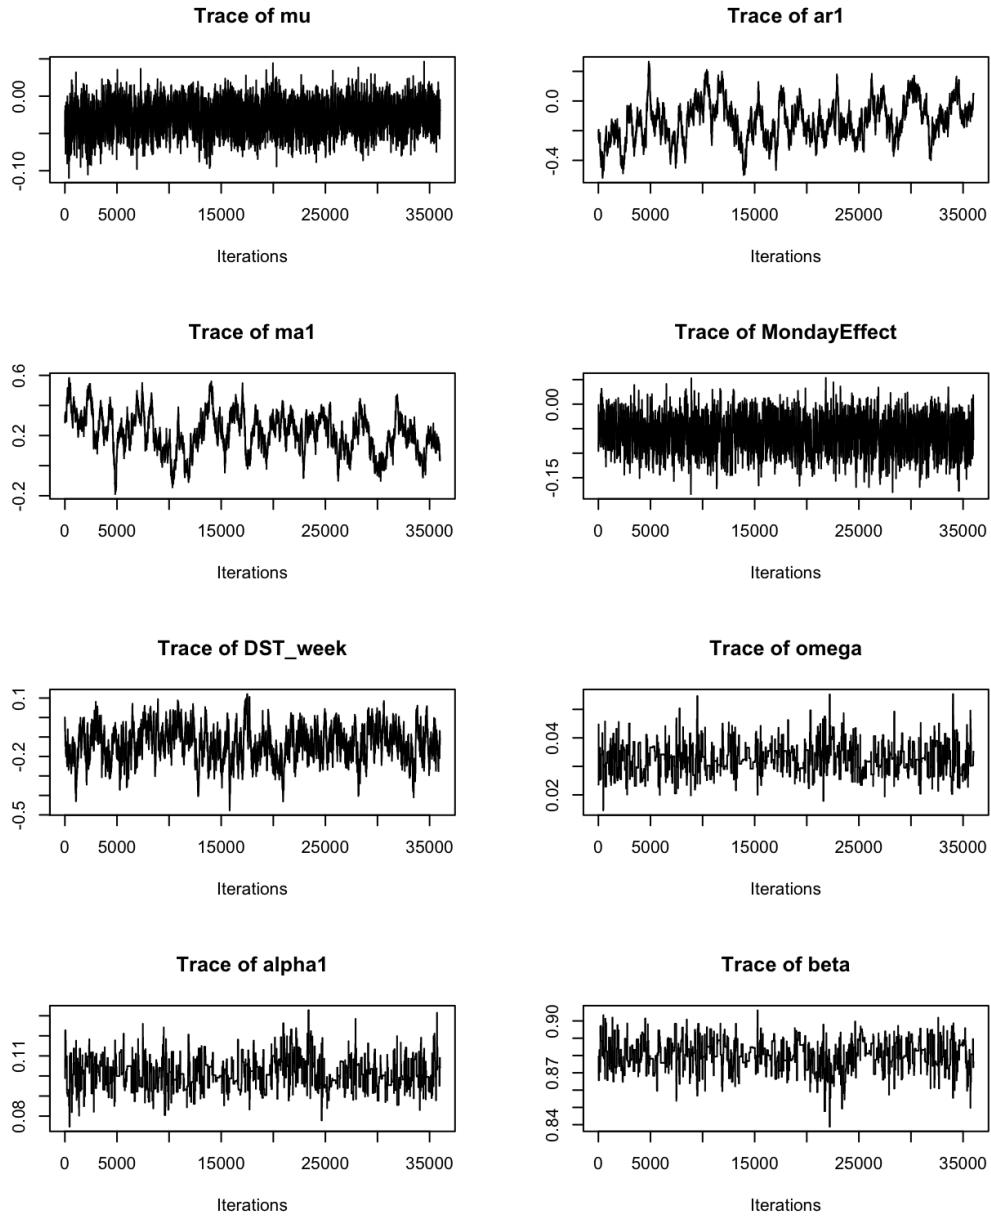 Trace of mu
0.00
-0.10
0 5000 15000 25000 35000
Iterations
Trace of ar1
0.0
-0.4
0 5000 15000 25000 35000
Iterations
Trace of ma1
0.6
0.2
-0.2
0 5000 15000 25000 35000
Iterations
Trace of MondayEffect
0.00
-0.15
0 5000 15000 25000 35000
Iterations
Trace of DST_week
0.1
-0.2
-0.5
0 5000 15000 25000 35000
Iterations
Trace of omega
0.04
0.02
0 5000 15000 25000 35000
Iterations
Trace of alpha1
0.11
0.08
0 5000 15000 25000 35000
Iterations
Trace of beta
0.90
0.87
0.84
0 5000 15000 25000 35000
Iterations